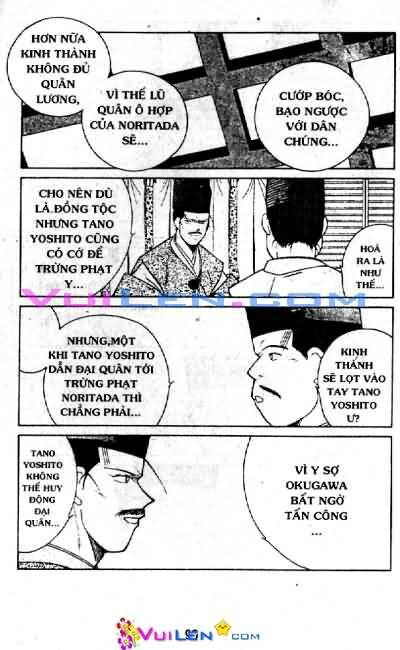 HƠN NỮA
KINH THÀNH
KHÔNG ĐỦ
QUÂN
LƯƠNG,
VÌ THẾ LŨ
QUÂN Ô HỢP
CỦA NORITADA
SẼ...
CƯỚP BÓC,
BẠO NGƯỢC
VỚI DÂN
CHÚNG...
CHO NÊN DÙ
LÀ ĐỒNG TỘC
NHƯNG TANO
YOSHITO CŨNG
CÓ CỚ ĐỂ
TRỪNG PHẠT
Y...
HOÁ
RA LÀ
NHƯ
THẾ...
VuiLen.com
NHƯNG,MỘT
KHI TANO YOSHITO
DẪN ĐẠI QUÂN TỚI
TRỪNG PHẠT
NORITADA THÌ
CHẲNG PHẢI...
KINH
THÁNH
SẼ LỌT VÀO
TAY TANO
YOSHITO
Ư?
TANO
YOSHITO
KHÔNG
THỂ HUY
ĐỘNG
ĐẠI
QUÂN...
VÌ Y SỢ
OKUGAWA
BẤT NGỜ
TẤN CÔNG
...
VUILEN.com